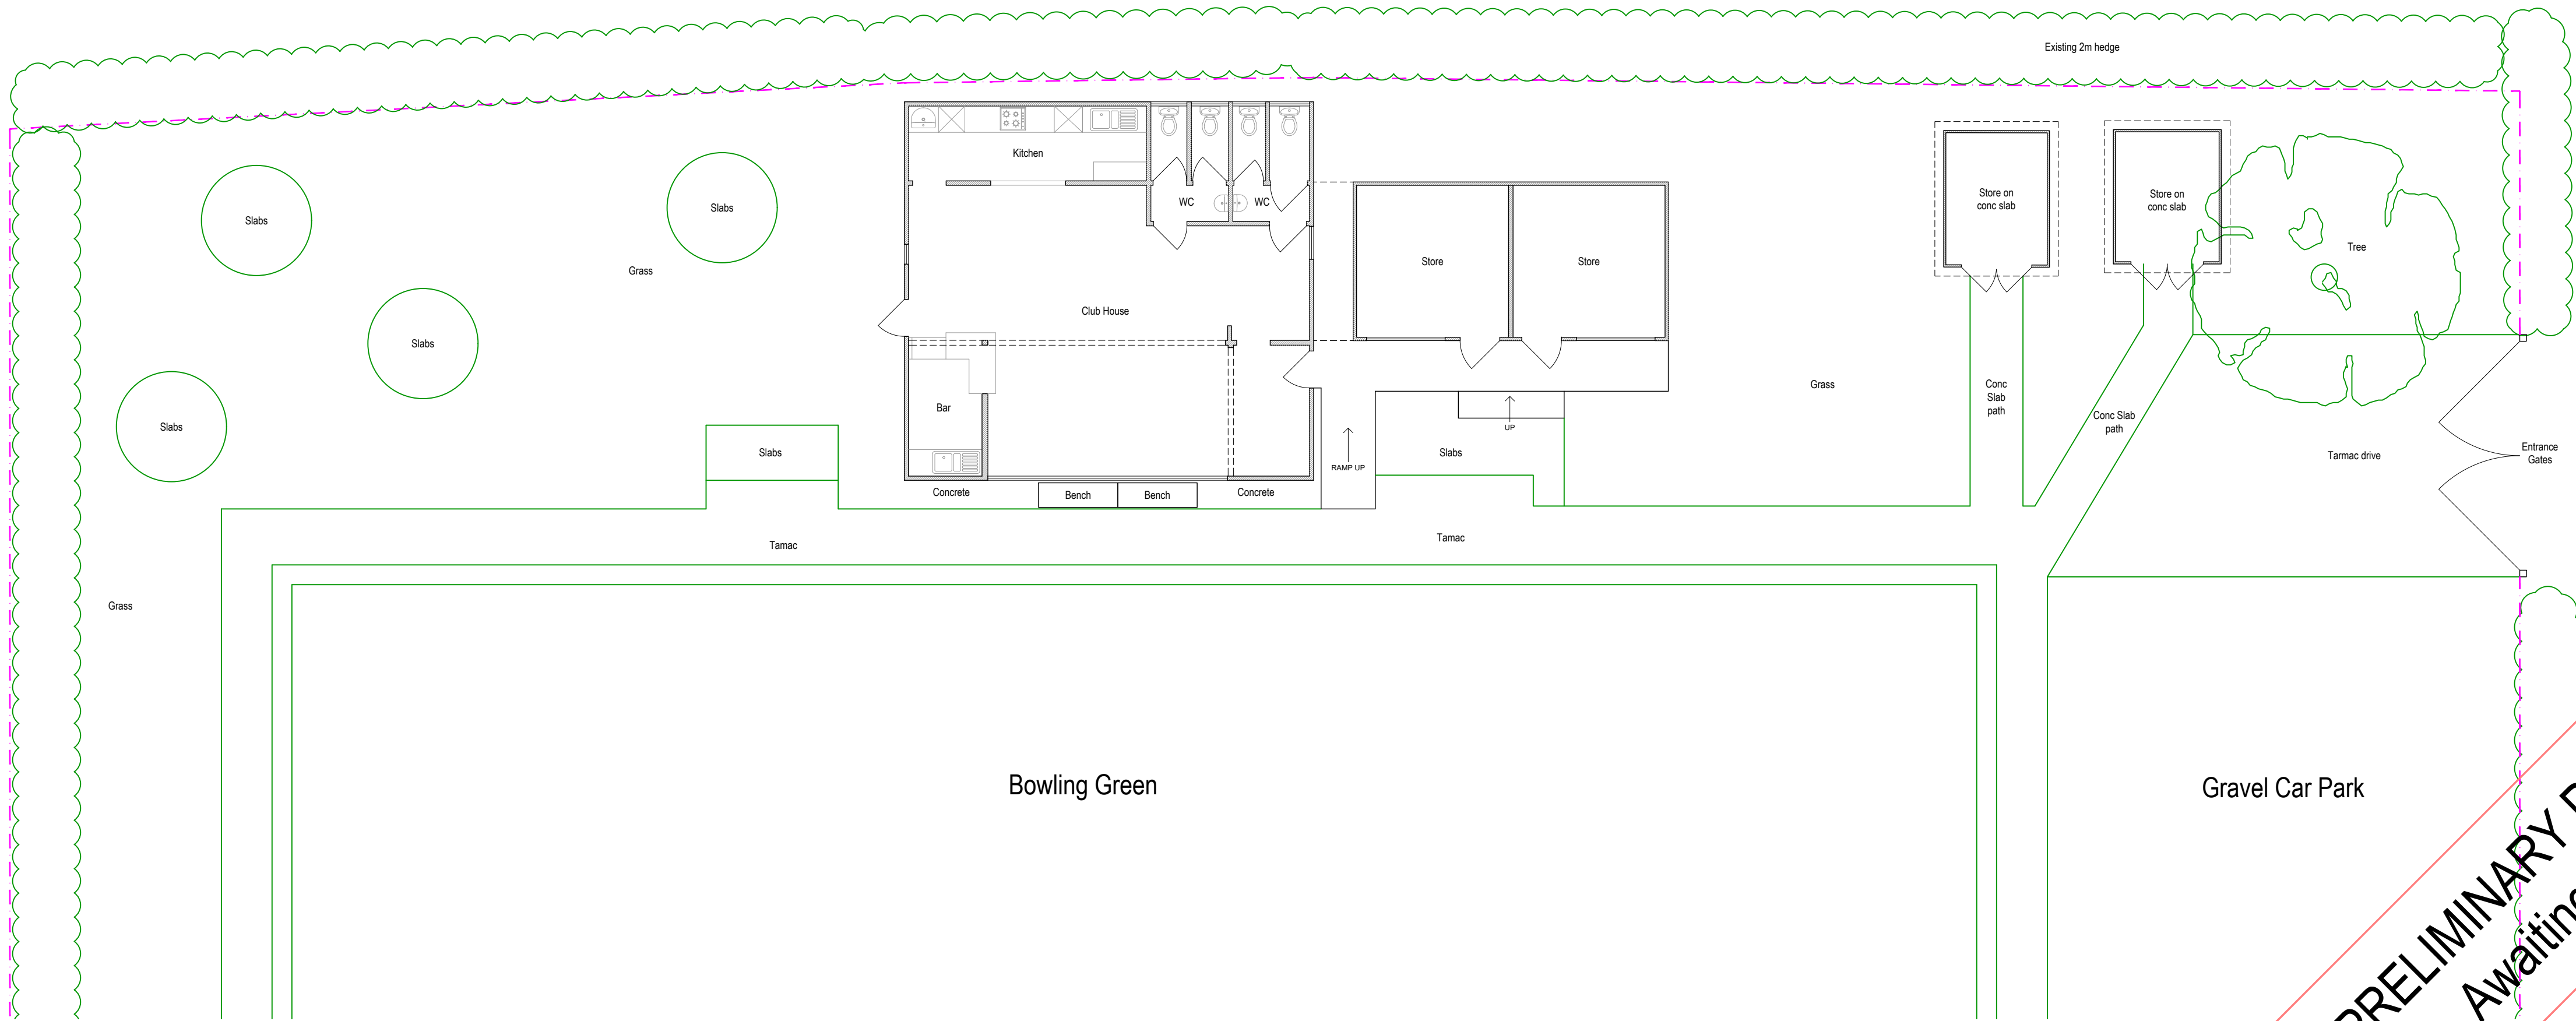 Existing 2m hedge
Kitchen
WC
WC
Slabs
Slabs
Slabs
Slabs
Grass
Club House
Store
Store
Store on
conc slab
Store on
conc slab
Tree
Bar
Slabs
Concrete
Bench
Bench
Concrete
RAMP UP
UP
Slabs
Grass
Conc
Slab
path
Conc Slab
path
Tarmac drive
Entrance
Gates
Tamac
Tamac
Grass
Bowling Green
Gravel Car Park
PRELIMINARY
Awaiting